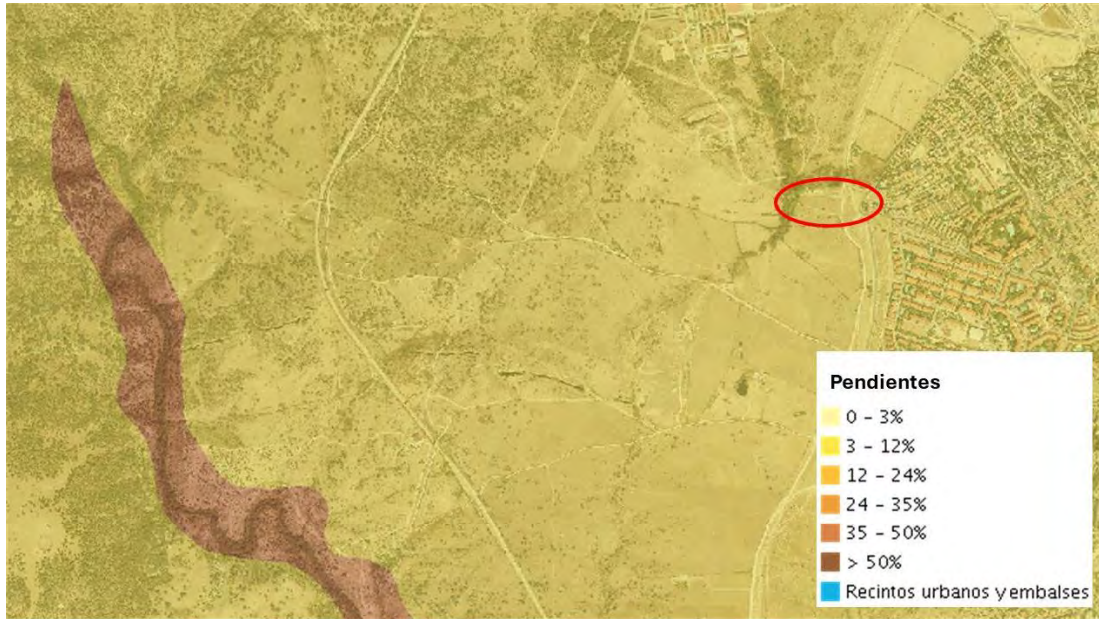 Pendientes
0 - 3%
3 - 12%
12 - 24%
24 - 35%
35 - 50%
> 50%
Recintos urbanos y embalses